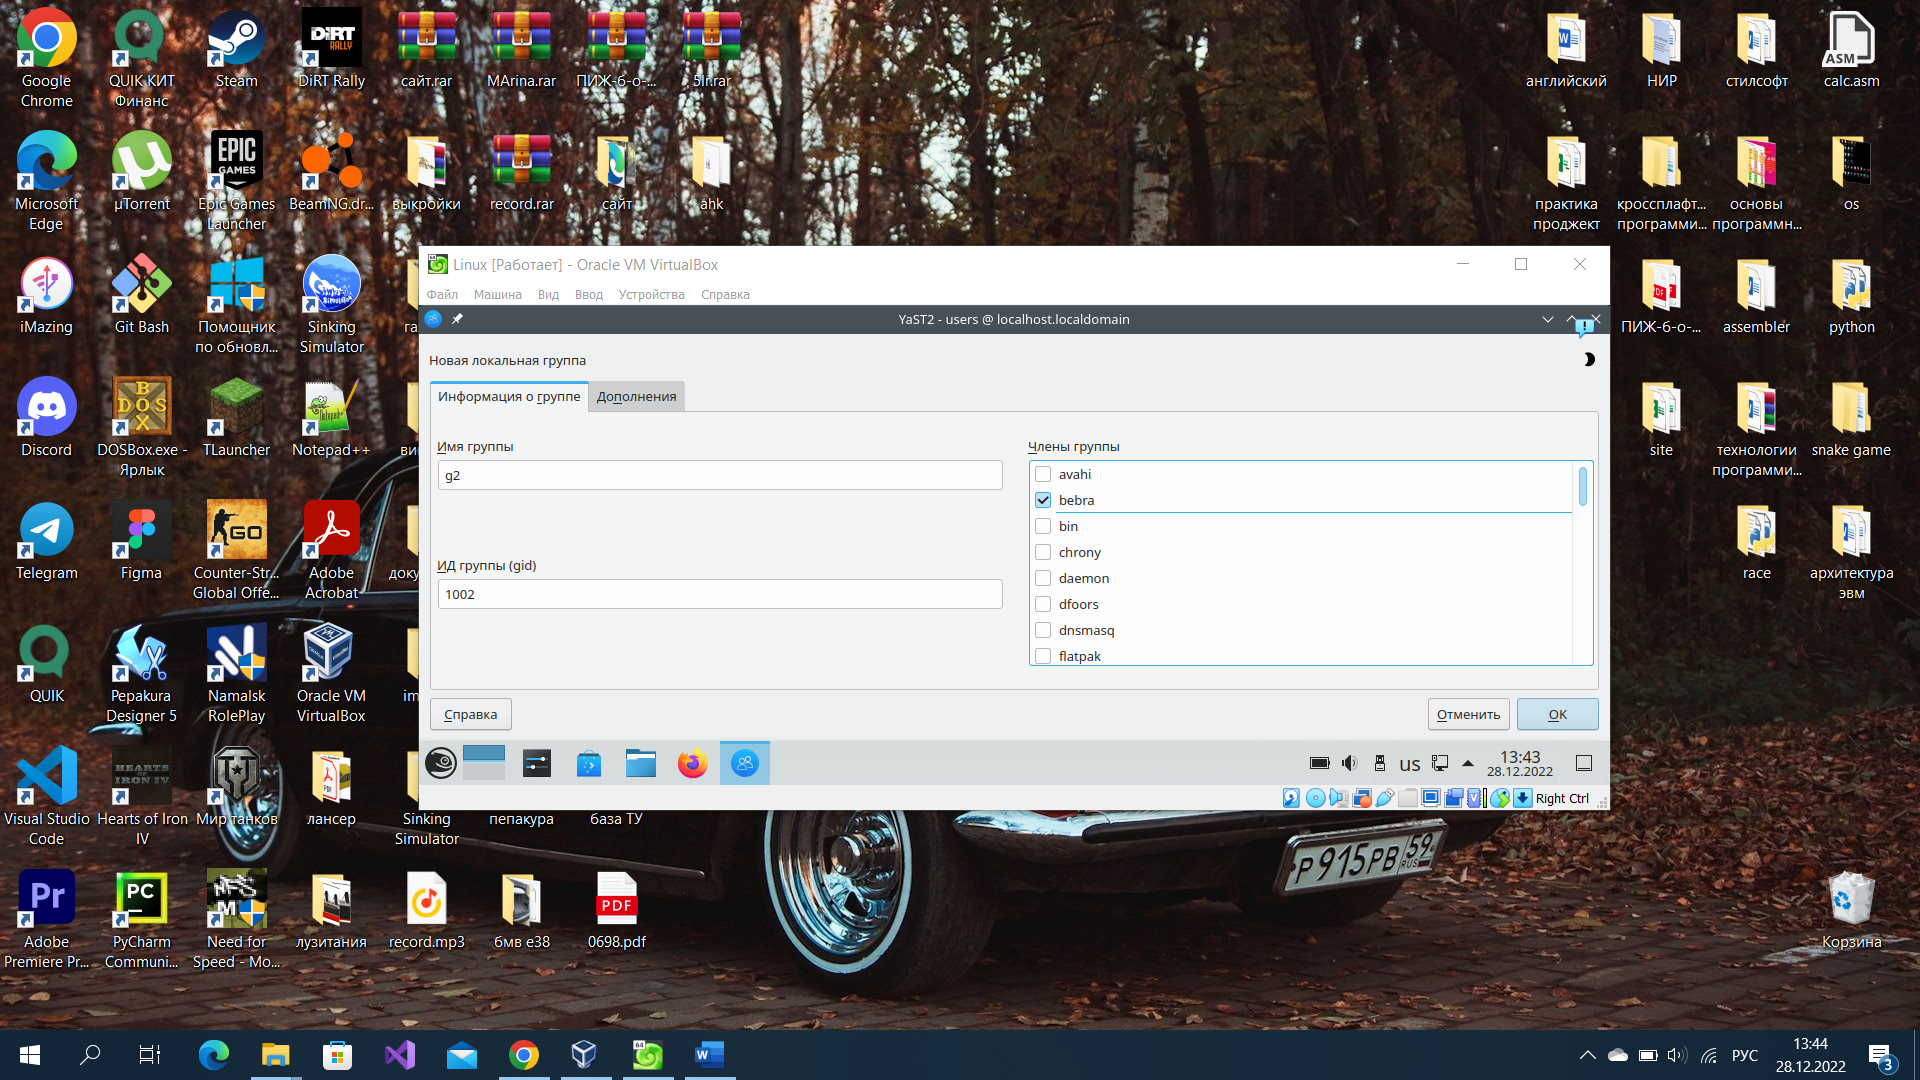 Google Chrome
QUIK КИТ Финанс
Steam
DiRT Rally
сайт.rar
MArina.rar
ПИЖ-б-о-...
5lr.rar
английский
НИР
стилсофт
calc.asm
Microsoft Edge
µTorrent
Epic Games Launcher
BeamNG.dr...
выкройки
record.rar
сайт
ahk
практика проджект
кроссплафт... программи...
основы программн...
os
iMazing
Git Bash
Помощник по обновл...
Sinking Simulator
ПИЖ-б-о-...
assembler
python
Discord
DOSBox.exe - Ярлык
TLauncher
Notepad++
site
технологии программи...
snake game
Telegram
Figma
Counter-Str... Global Offe...
Adobe Acrobat
race
архитектура эвм
QUIK
Pepakura Designer 5
Namalsk RolePlay
Oracle VM VirtualBox
Visual Studio Code
Hearts of Iron IV
Мир танков
лансер
Sinking Simulator
пепакура
база ТУ
Adobe Premiere Pr...
PyCharm Communi...
Need for Speed - Mo...
лузитания
record.mp3
бмв е38
0698.pdf
Корзина
Linux [Работает] - Oracle VM VirtualBox
Файл Машина Вид Ввод Устройства Справка
YaST2 - users @ localhost.localdomain
Новая локальная группа
Информация о группе
Дополнения
Имя группы
g2
ИД группы (gid)
1002
Члены группы
avahi
bebra
bin
chrony
daemon
dfoors
dnsmasq
flatpak
Справка
Отменить
OK
us
13:43
28.12.2022
Right Ctrl
Р915РВ 59
RUS
РУС
13:44
28.12.2022
3